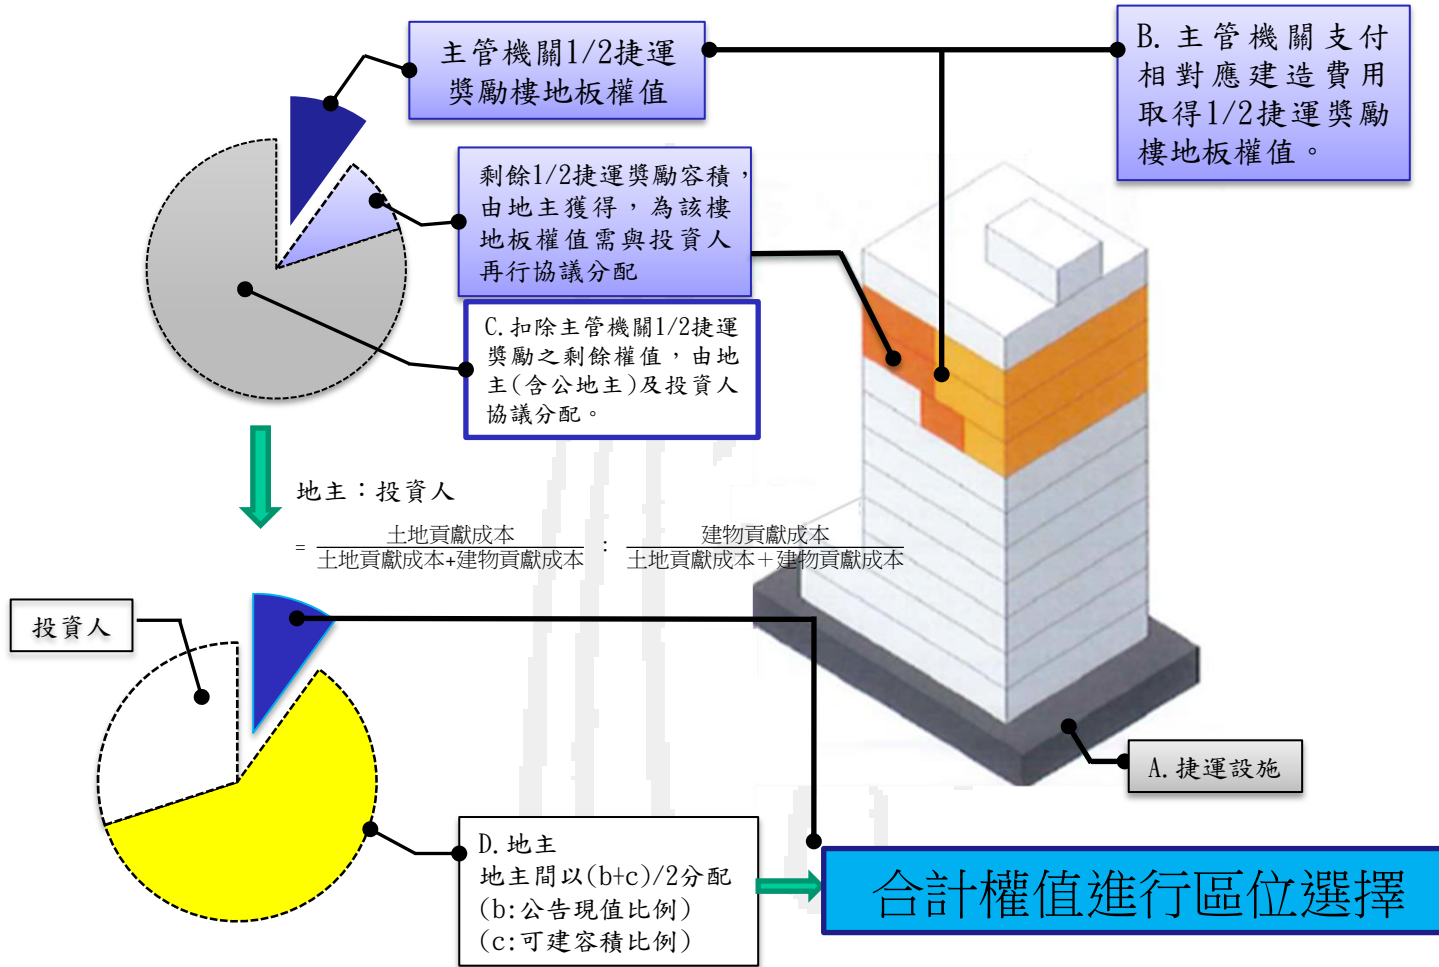 主管機關1/2捷運
獎勵樓地板權值
B.主管機關支付
相對應建造費用
取得1/2捷運獎勵
樓地板權值。
剩餘1/2捷運獎勵容積，
由地主獲得，為該樓
地板權值需與投資人
再行協議分配
C.扣除主管機關1/2捷運
獎勵之剩餘權值，由地
主(含公地主)及投資人
協議分配。
地主：投資人
= 土地貢獻成本 : 建物貢獻成本
土地貢獻成本+建物貢獻成本 土地貢獻成本＋建物貢獻成本
投資人
A.捷運設施
D.地主
地主間以(b+c)/2分配
(b:公告現值比例)
(c:可建容積比例)
合計權值進行區位選擇